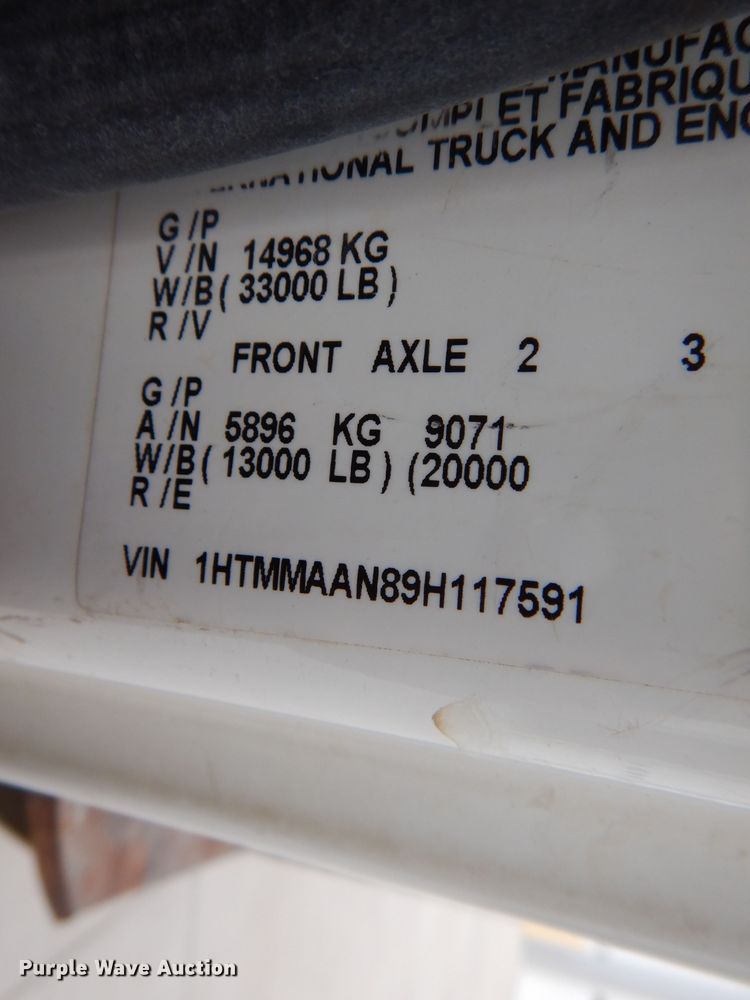 MANUFAC
ET FABRIQU
TRUCK AND ENG
G/P
V/N 14968 KG
W/B ( 33000 LB )
R/V
FRONT AXLE 2 3
G/P
A/N 5896 KG 9071
W/B ( 13000 LB ) (20000
R/E
VIN 1HTMMAAN89H117591
Purple Wave Auction